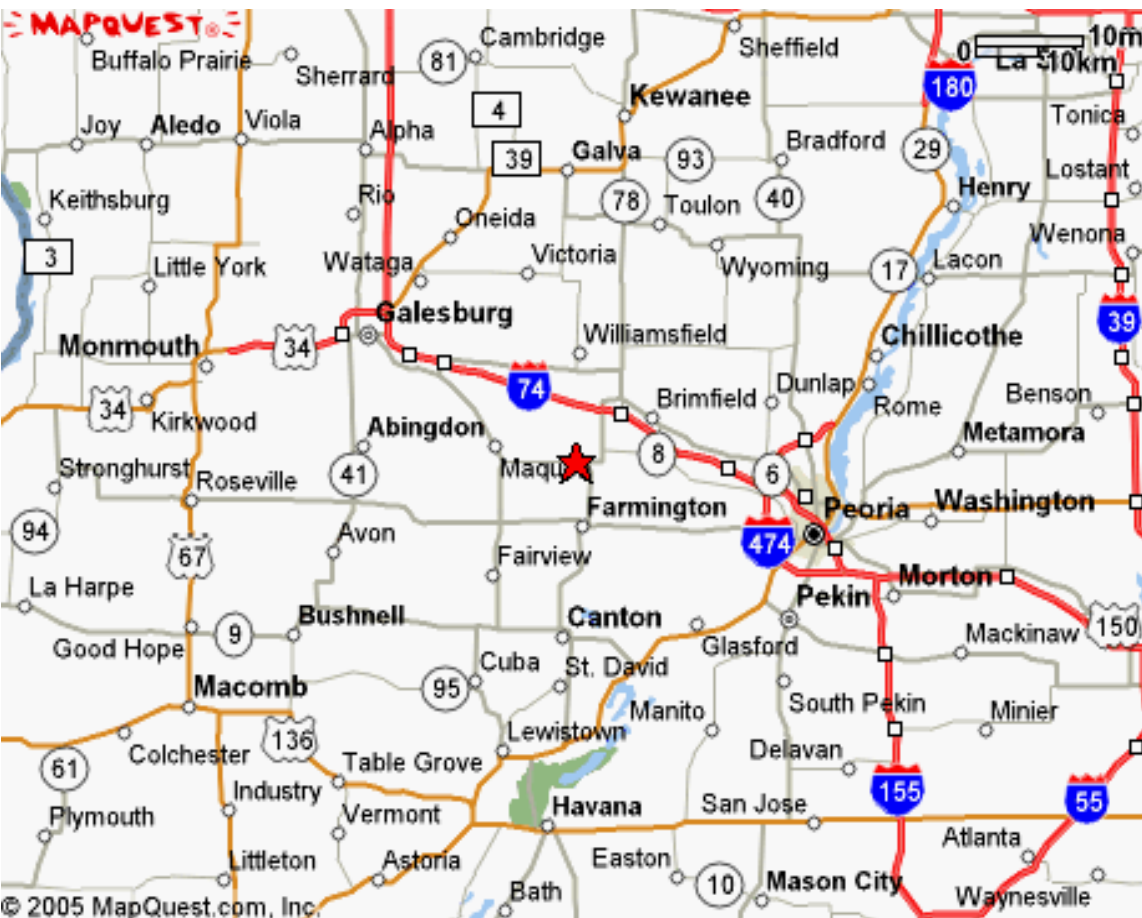 MAPQUEST®
Cambridge
Sheffield
0 10m
10km
Buffalo Prairie
Sherrard
81
Kewanee
180
4
Tonica
Joy
Aledo
Viola
Alpha
39
Galva
93
Bradford
29
Lostant
Keithsburg
Rio
78
Toulon
40
Henry
3
Oneida
Wenona
Little York
Wataga
Victoria
Wyoming
17
Lacon
Galesburg
39
Monmouth
34
Williamsfield
Chillicothe
34
Kirkwood
74
Brimfield
Dunlap
Rome
Benson
Abingdon
8
Metamora
Stronghurst
Roseville
41
Maqu
6
94
Farmington
Peoria
Washington
67
Avon
Fairview
474
La Harpe
Bushnell
Canton
Pekin
Morton
150
Good Hope
9
Glasford
Mackinaw
Cuba
St. David
Macomb
95
South Pekin
Manito
Minier
136
Lewistown
Colchester
61
Table Grove
Delavan
Industry
155
55
Plymouth
Vermont
Havana
San Jose
Atlanta
Littleton
Astoria
Easton
10
Mason City
Waynesville
Bath
© 2005 MapQuest.com, Inc.